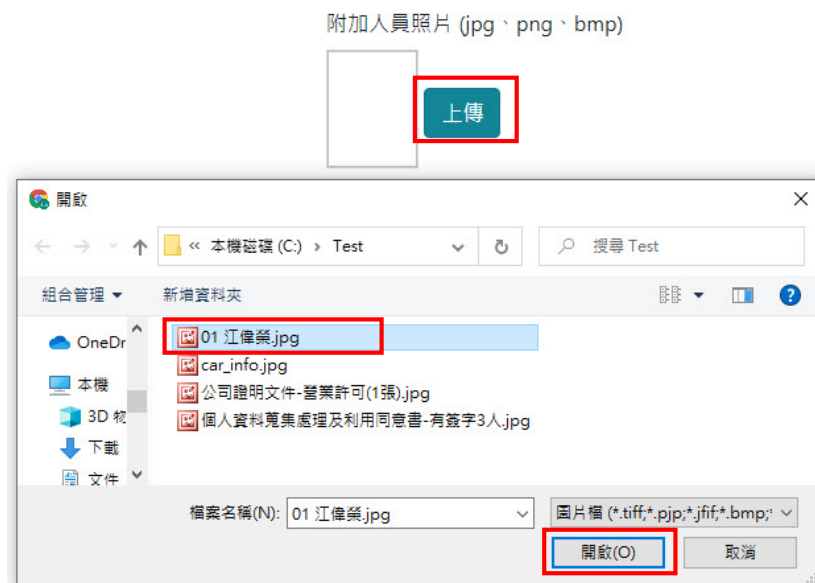 附加人員照片 (jpg、png、bmp)
上傳
開啟
« 本機磁碟 (C:) › Test
搜尋 Test
組合管理
新增資料夾
OneDr
本機
3D 物
下載
文件
01 江偉榮.jpg
car_info.jpg
公司證明文件-營業許可(1張).jpg
個人資料蒐集處理及利用同意書-有簽字3人.jpg
檔案名稱(N):
01 江偉榮.jpg
圖片檔 (*.tiff;*.pjp;*.jfif;*.bmp;*
開啟(O)
取消